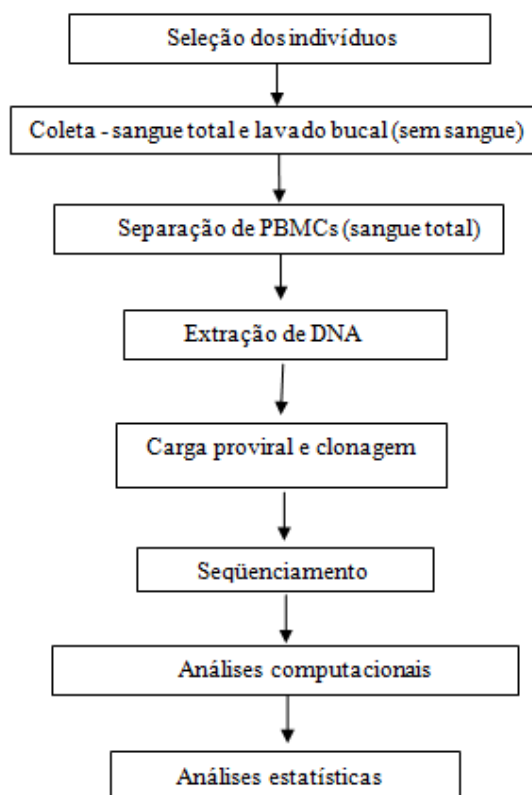 Seleção dos indivíduos
Coleta - sangue total e lavado bucal (sem sangue)
Separação de PBMCs (sangue total)
Extração de DNA
Carga proviral e clonagem
Seqüenciamento
Análises computacionais
Análises estatísticas